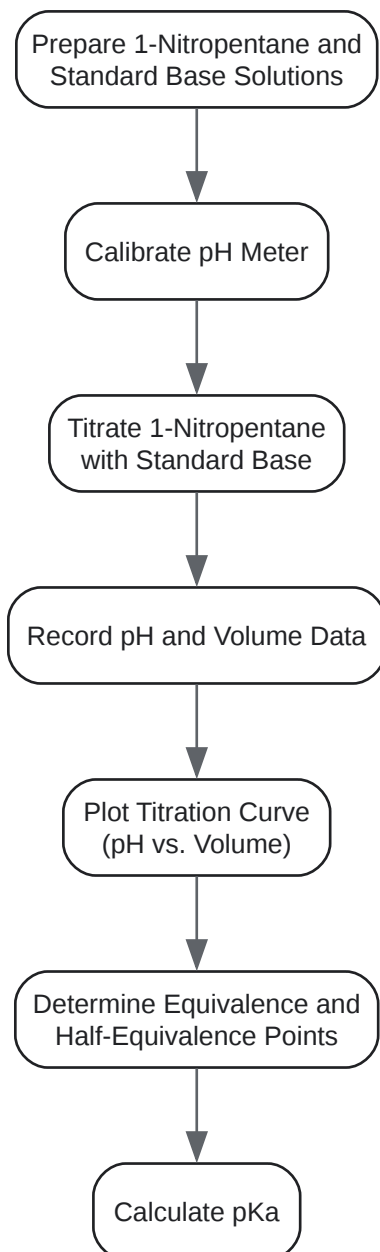 Prepare 1-Nitropentane and
Standard Base Solutions
Calibrate pH Meter
Titrate 1-Nitropentane
with Standard Base
Record pH and Volume Data
Plot Titration Curve
(pH vs. Volume)
Determine Equivalence and
Half-Equivalence Points
Calculate pKa